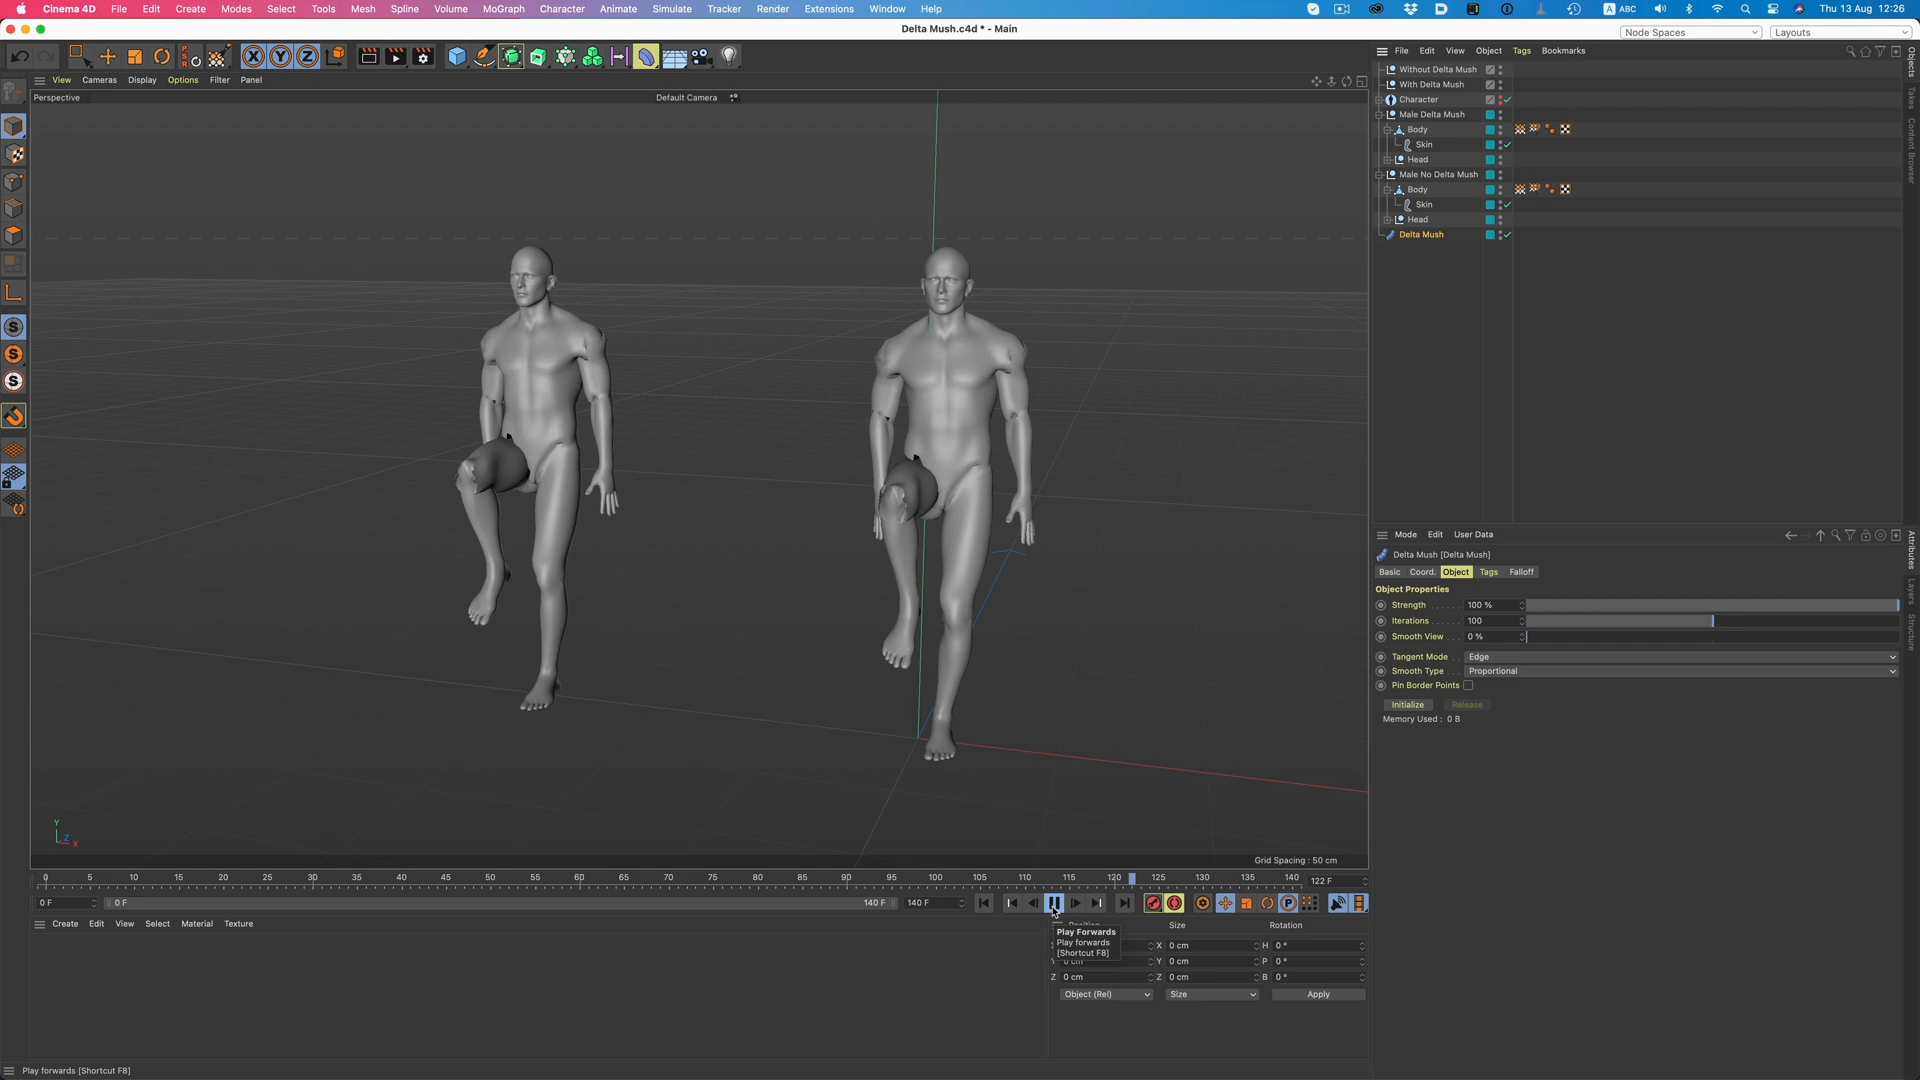 Cinema 4D File Edit Create Modes Select Tools Mesh Spline Volume MoGraph Character Animate Simulate Tracker Render Extensions Window Help ABC Thu 13 Aug 12:26
Delta Mush.c4d * - Main
Node Spaces Layouts
File Edit View Object Tags Bookmarks
View Cameras Display Options Filter Panel
Perspective Default Camera
Without Delta Mush
With Delta Mush
Character
Male Delta Mush
Body
Skin
Head
Male No Delta Mush
Body
Skin
Head
Delta Mush
Objects
Takes
Content Browser
Mode Edit User Data
Delta Mush [Delta Mush]
Basic Coord. Object Tags Falloff
Object Properties
Strength 100 %
Iterations 100
Smooth View 0 %
Tangent Mode Edge
Smooth Type Proportional
Pin Border Points
Initialize Release
Memory Used : 0 B
Attributes
Layers
Structure
Y
Z
X
Grid Spacing : 50 cm
0 5 10 15 20 25 30 35 40 45 50 55 60 65 70 75 80 85 90 95 100 105 110 115 120 125 130 135 140 122 F
0 F 0 F 140 F 140 F
Create Edit View Select Material Texture
Size Rotation
Play Forwards
Play forwards
[Shortcut F8]
X 0 cm H 0 °
Y 0 cm P 0 °
Z 0 cm Z 0 cm B 0 °
Object (Rel) Size Apply
Play forwards [Shortcut F8]